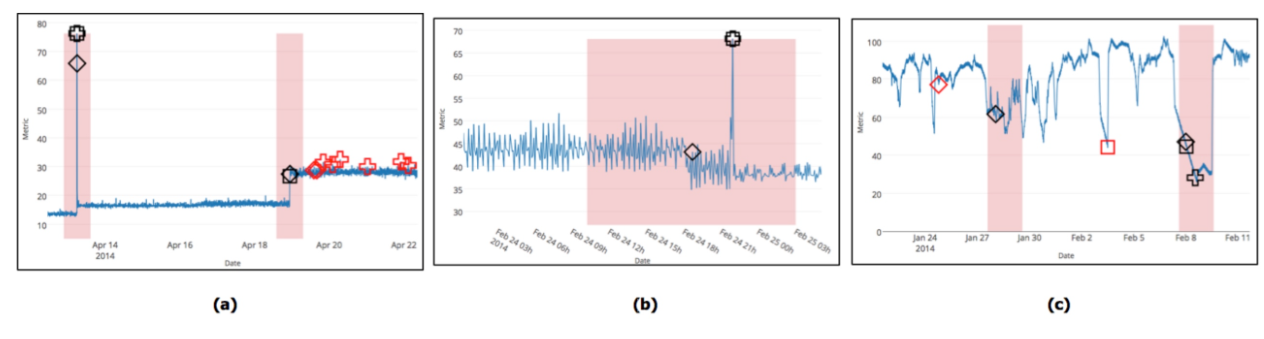 80
70
60
50
40
30
20
10
Metric
Apr 14
2014
Apr 16
Apr 18
Apr 20
Apr 22
Date
(a)
70
65
60
55
50
45
40
35
30
Metric
Feb 24 03h
2014
Feb 24 06h
Feb 24 09h
Feb 24 12h
Feb 24 15h
Feb 24 18h
Feb 24 21h
Feb 25 00h
Feb 25 03h
Date
(b)
100
80
60
40
20
0
Metric
Jan 24
2014
Jan 27
Jan 30
Feb 2
Feb 5
Feb 8
Feb 11
Date
(c)